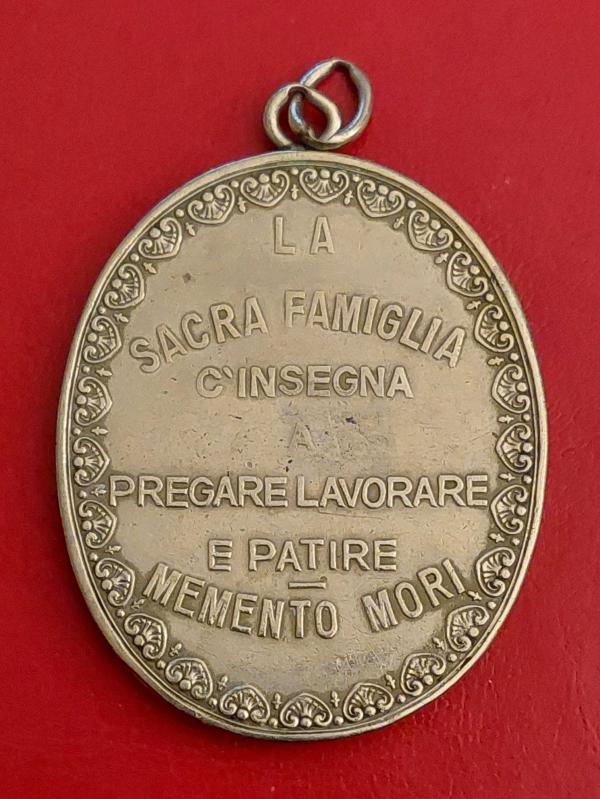 LA
SACRA FAMIGLIA
C'INSEGNA
A
PREGARE LAVORARE
E PATIRE
MEMENTO MORI